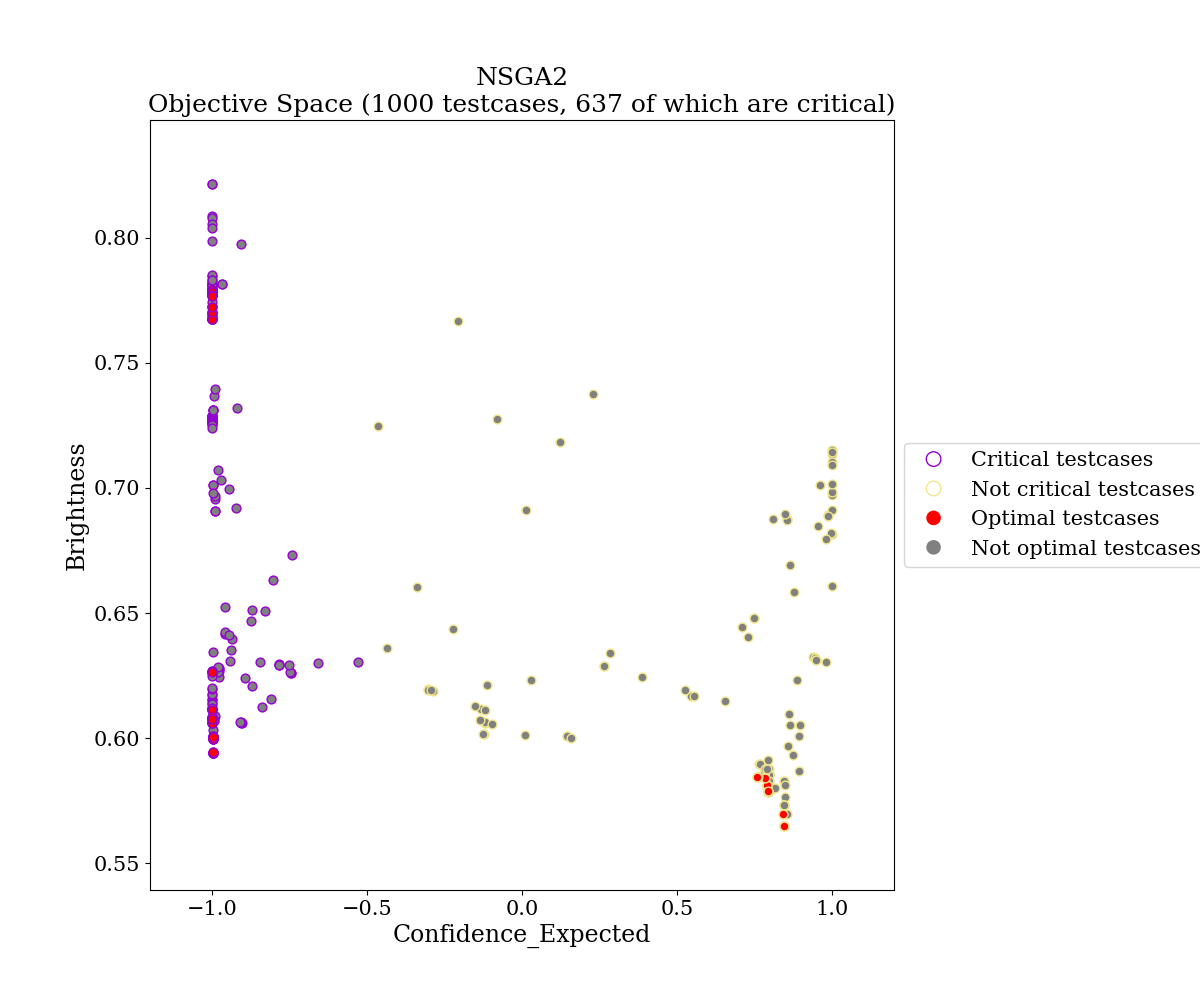 NSGA2
Objective Space (1000 testcases, 637 of which are critical)
Brightness
0.80
0.75
0.70
0.65
0.60
0.55
−1.0
−0.5
0.0
0.5
1.0
Confidence_Expected
Critical testcases
Not critical testcases
Optimal testcases
Not optimal testcases